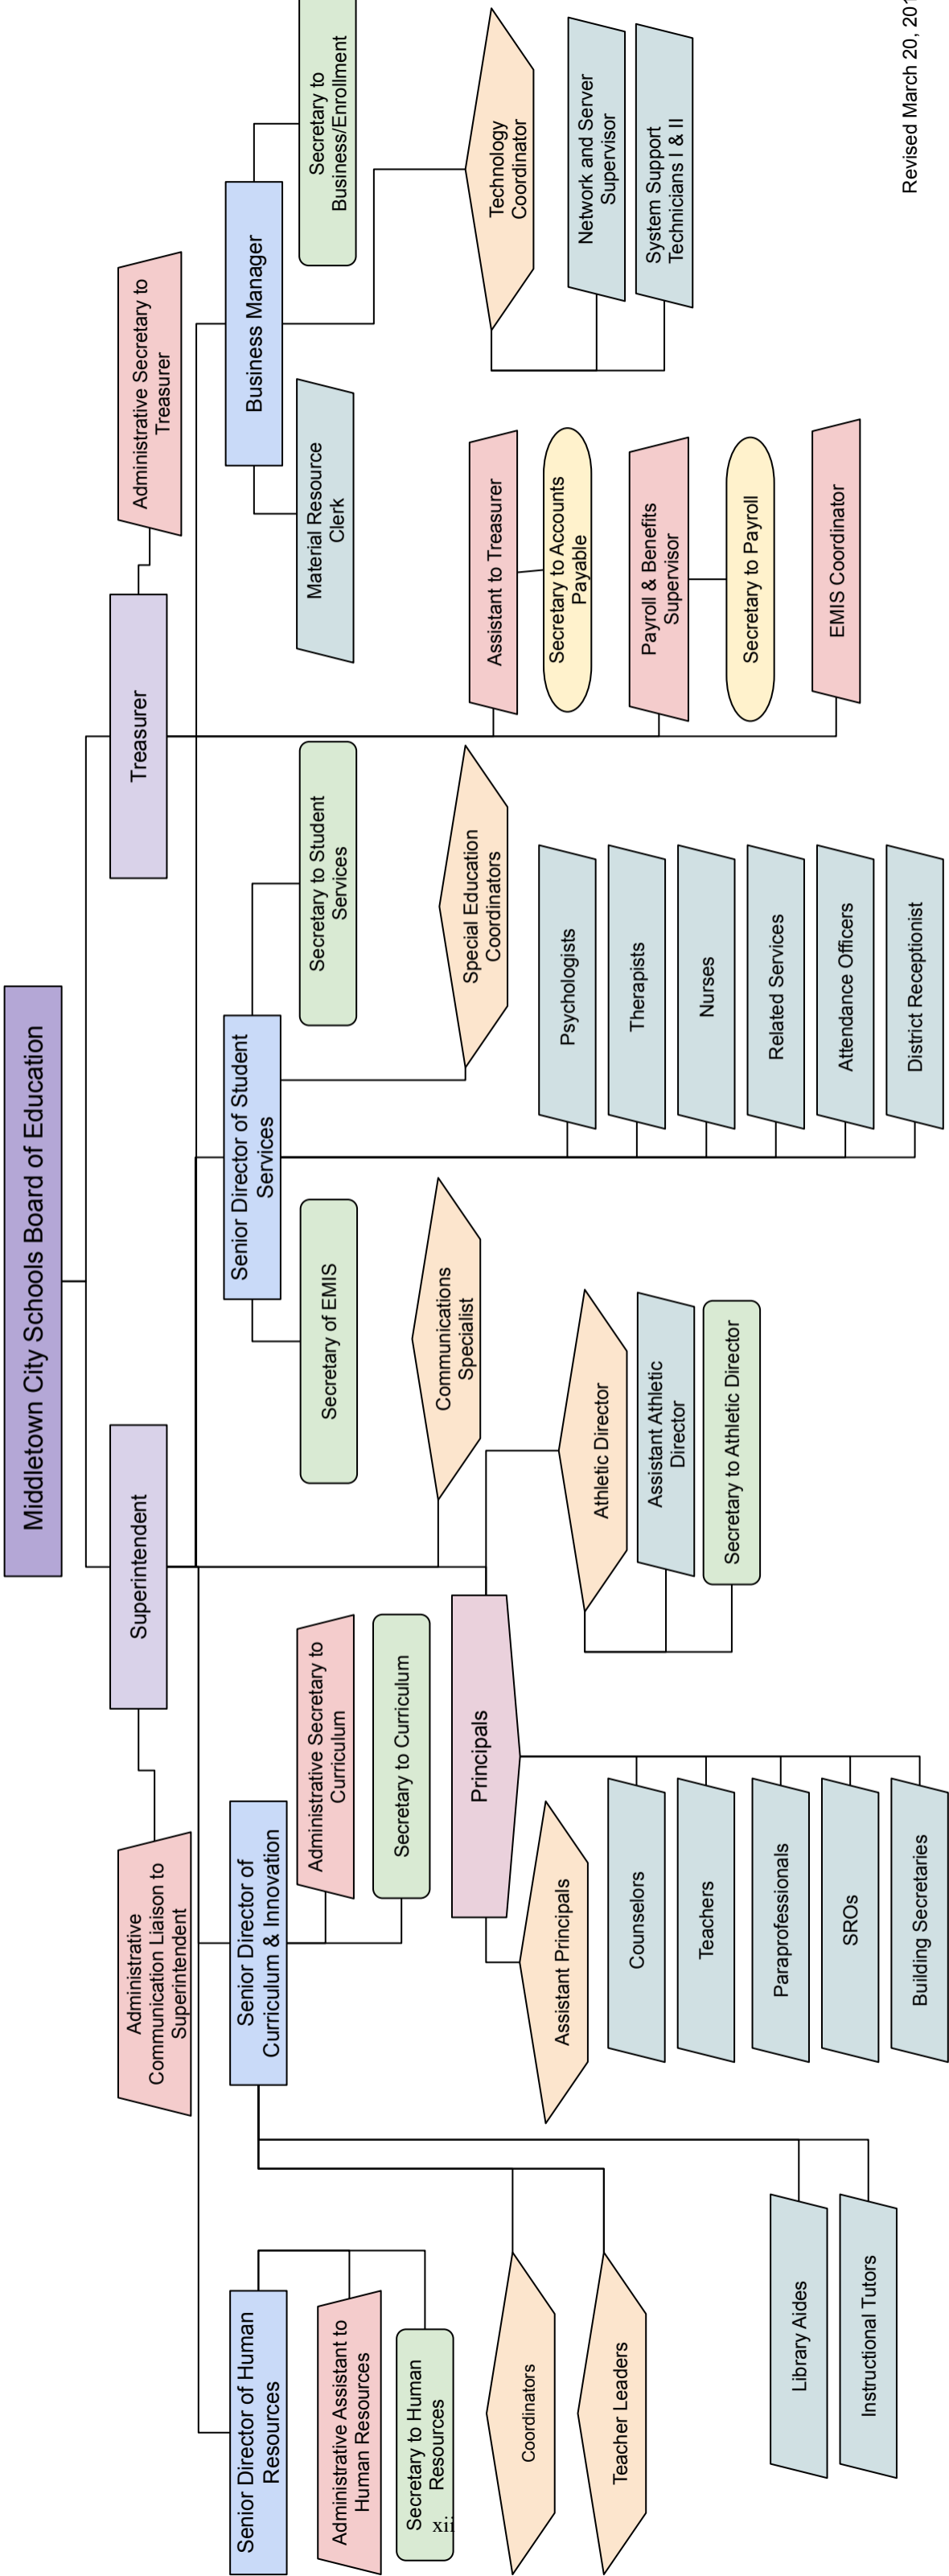 Middletown City Schools Board of Education
Superintendent
Treasurer
Administrative
Communication Liaison to
Superintendent
Administrative Secretary to
Treasurer
Senior Director of Human
Resources
Senior Director of
Curriculum & Innovation
Senior Director of Student
Services
Business Manager
Administrative Assistant to
Human Resources
Secretary to Human
Resources
Administrative Secretary to
Curriculum
Secretary to Curriculum
Secretary of EMIS
Secretary to Student
Services
Material Resource
Clerk
Secretary to
Business/Enrollment
Coordinators
Teacher Leaders
Library Aides
Instructional Tutors
Principals
Assistant Principals
Counselors
Teachers
Paraprofessionals
SROs
Building Secretaries
Communications
Specialist
Athletic Director
Assistant Athletic
Director
Secretary to Athletic Director
Special Education
Coordinators
Psychologists
Therapists
Nurses
Related Services
Attendance Officers
District Receptionist
Assistant to Treasurer
Secretary to Accounts
Payable
Payroll & Benefits
Supervisor
Secretary to Payroll
EMIS Coordinator
Technology
Coordinator
Network and Server
Supervisor
System Support
Technicians I & II
Revised March 20,
xii